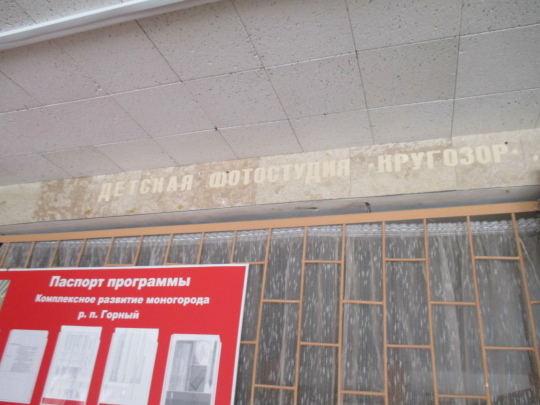 ДЕТСКАЯ ФОТОСТУДИЯ "КРУГОЗОР"
Паспорт программы
Комплексное развитие моногорода
р. п. Горный